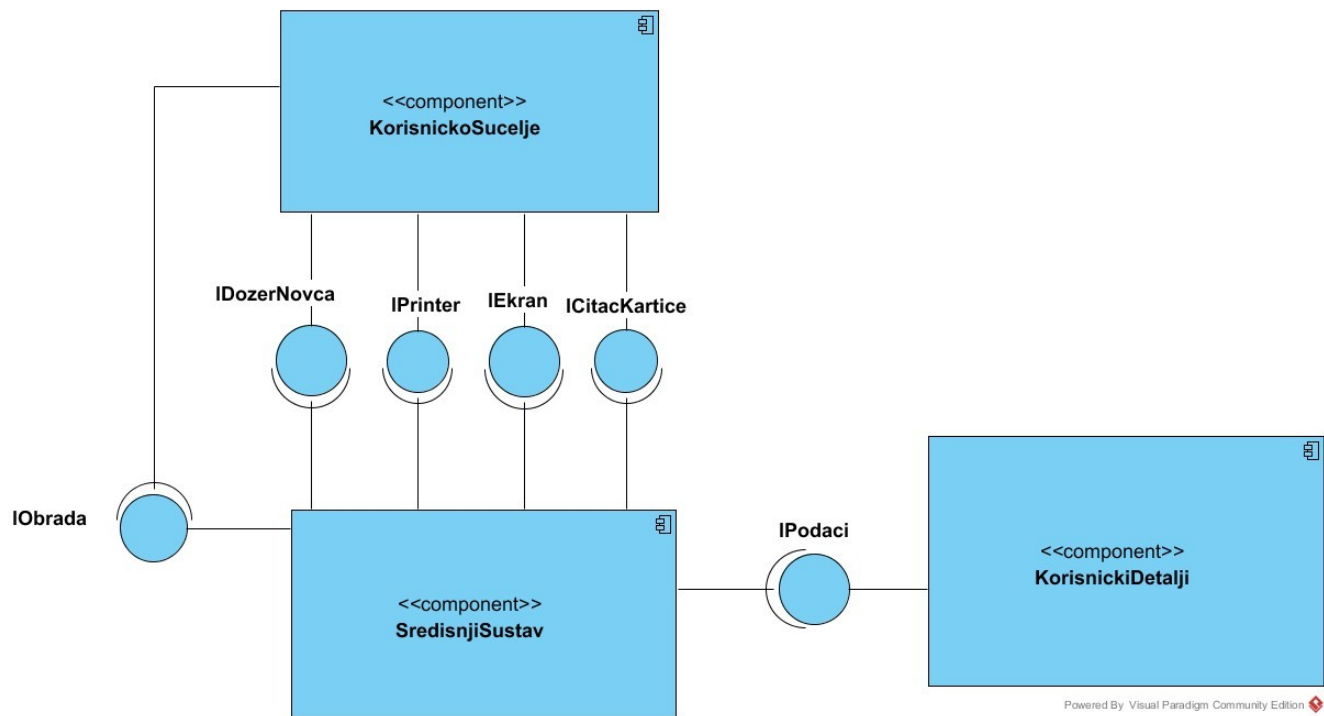 <<component>>
KorisnickoSucelje
IDozerNovca
IPrinter
IEkran
ICitacKartice
IObrada
<<component>>
SredisnjiSustav
IPodaci
<<component>>
KorisnickiDetalji
Powered By Visual Paradigm Community Edition